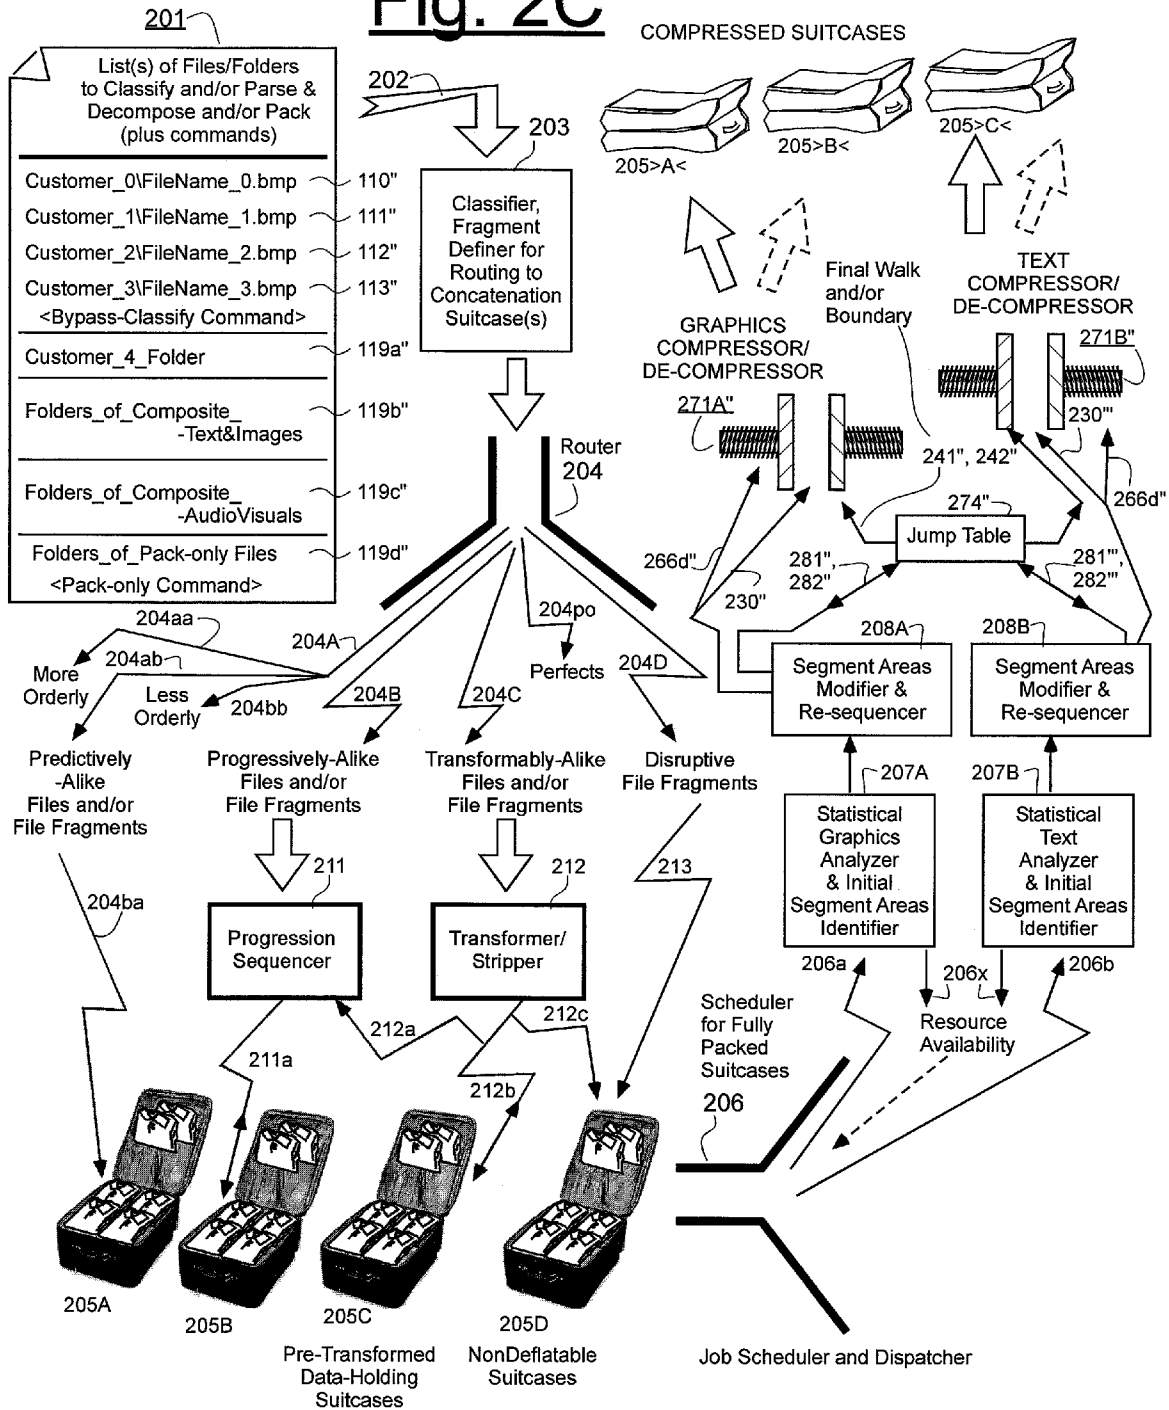 Fig. 2C
201
List(s) of Files/Folders
to Classify and/or Parse &
Decompose and/or Pack
(plus commands)
Customer_0\FileName_0.bmp
110"
Customer_1\FileName_1.bmp
111"
Customer_2\FileName_2.bmp
112"
Customer_3\FileName_3.bmp
113"
<Bypass-Classify Command>
Customer_4_Folder
119a"
Folders_of_Composite_
-Text&Images
119b"
Folders_of_Composite_
-AudioVisuals
119c"
Folders_of_Pack-only Files
119d"
<Pack-only Command>
202
203
Classifier,
Fragment
Definer for
Routing to
Concatenation
Suitcase(s)
Router
204
COMPRESSED SUITCASES
205>A<
205>B<
205>C<
Final Walk
and/or
Boundary
TEXT
COMPRESSOR/
DE-COMPRESSOR
GRAPHICS
COMPRESSOR/
DE-COMPRESSOR
271A"
271B"
230'''
241", 242"
266d"
274"
Jump Table
266d"
230"
281",
282"
281''',
282'''
204aa
204ab
204A
204po
More
Orderly
Less
Orderly
204bb
204B
204C
Perfects
204D
208A
Segment Areas
Modifier &
Re-sequencer
208B
Segment Areas
Modifier &
Re-sequencer
Predictively
-Alike
Files and/or
File Fragments
Progressively-Alike
Files and/or
File Fragments
Transformably-Alike
Files and/or
File Fragments
Disruptive
File Fragments
207A
Statistical
Graphics
Analyzer
& Initial
Segment Areas
Identifier
207B
Statistical
Text
Analyzer
& Initial
Segment Areas
Identifier
204ba
211
Progression
Sequencer
212
Transformer/
Stripper
213
206a
206x
206b
Resource
Availability
211a
212a
212b
212c
Scheduler
for Fully
Packed
Suitcases
206
205A
205B
205C
205D
Pre-Transformed
Data-Holding
Suitcases
NonDeflatable
Suitcases
Job Scheduler and Dispatcher